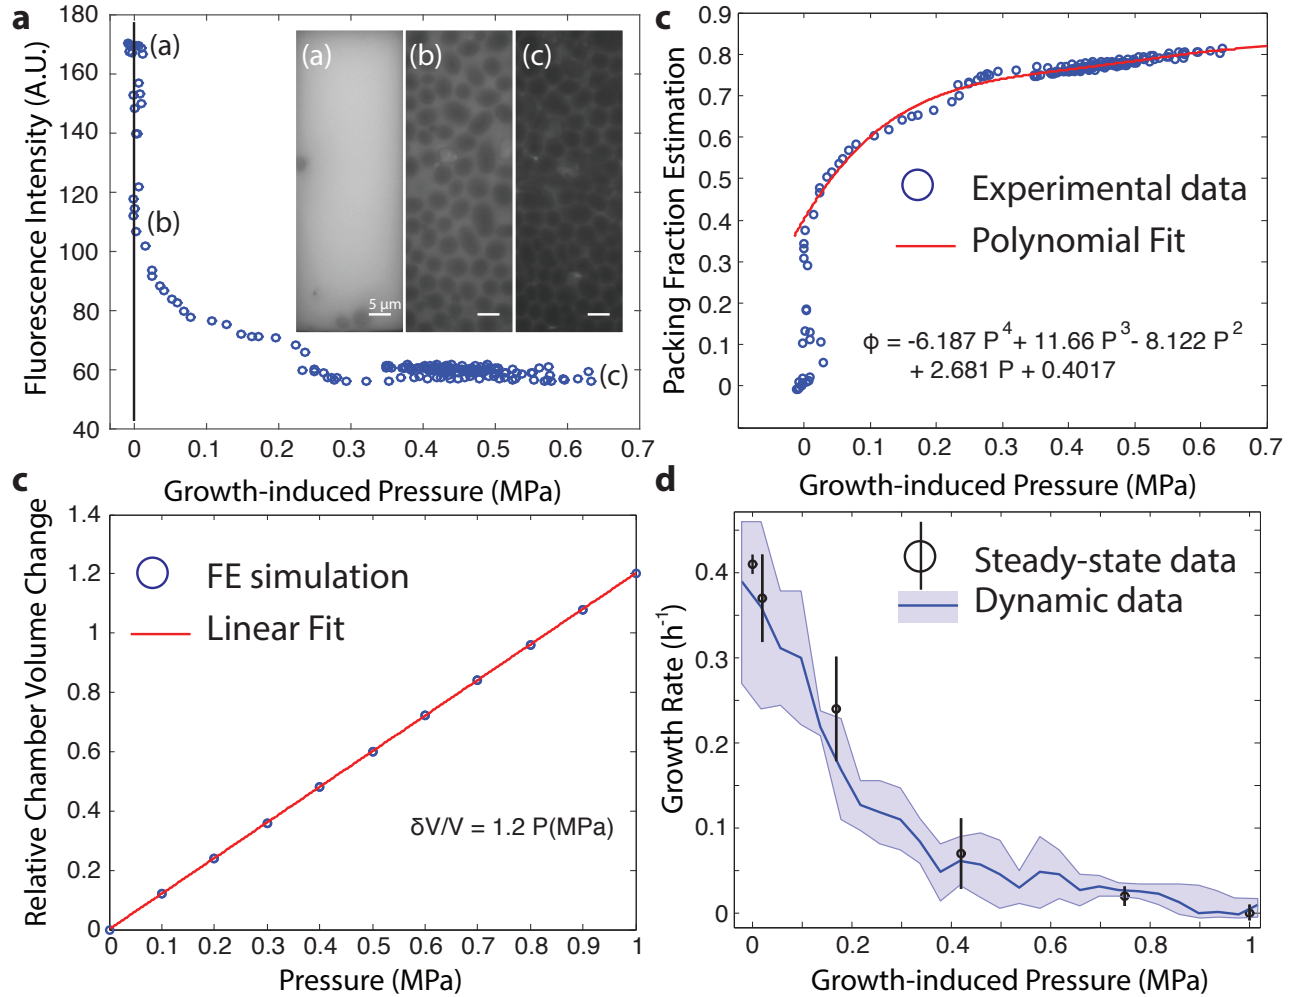 a
180
160
140
120
100
80
60
40
Fluorescence Intensity (A.U.)
(a)
(b)
(c)
(a)
(b)
(c)
5 μm
0
0.1
0.2
0.3
0.4
0.5
0.6
0.7
Growth-induced Pressure (MPa)
c
0.9
0.8
0.7
0.6
0.5
0.4
0.3
0.2
0.1
0
Packing Fraction Estimation
Experimental data
Polynomial Fit
ϕ = -6.187 P^4 + 11.66 P^3 - 8.122 P^2
+ 2.681 P + 0.4017
0
0.1
0.2
0.3
0.4
0.5
0.6
0.7
Growth-induced Pressure (MPa)
c
1.4
1.2
1
0.8
0.6
0.4
0.2
0
Relative Chamber Volume Change
FE simulation
Linear Fit
δV/V = 1.2 P(MPa)
0
0.1
0.2
0.3
0.4
0.5
0.6
0.7
0.8
0.9
1
Pressure (MPa)
d
0.4
0.3
0.2
0.1
0
Growth Rate (h^-1)
Steady-state data
Dynamic data
0
0.2
0.4
0.6
0.8
1
Growth-induced Pressure (MPa)